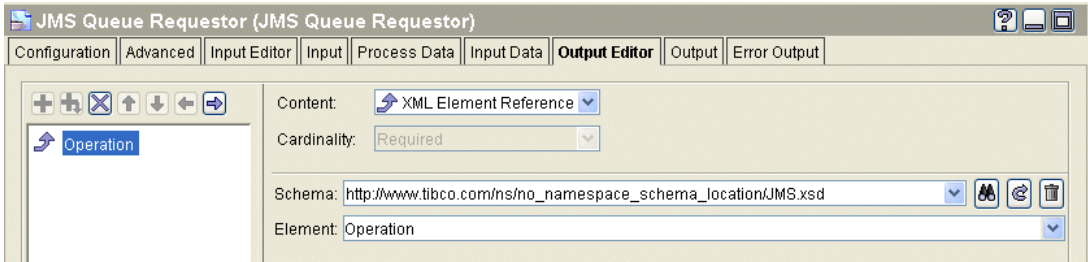 JMS Queue Requestor (JMS Queue Requestor) ?
Configuration Advanced Input Editor Input Process Data Input Data Output Editor Output Error Output
Content: XML Element Reference
Cardinality: Required
Operation
Schema: http://www.tibco.com/ns/no_namespace_schema_location/JMS.xsd
Element: Operation